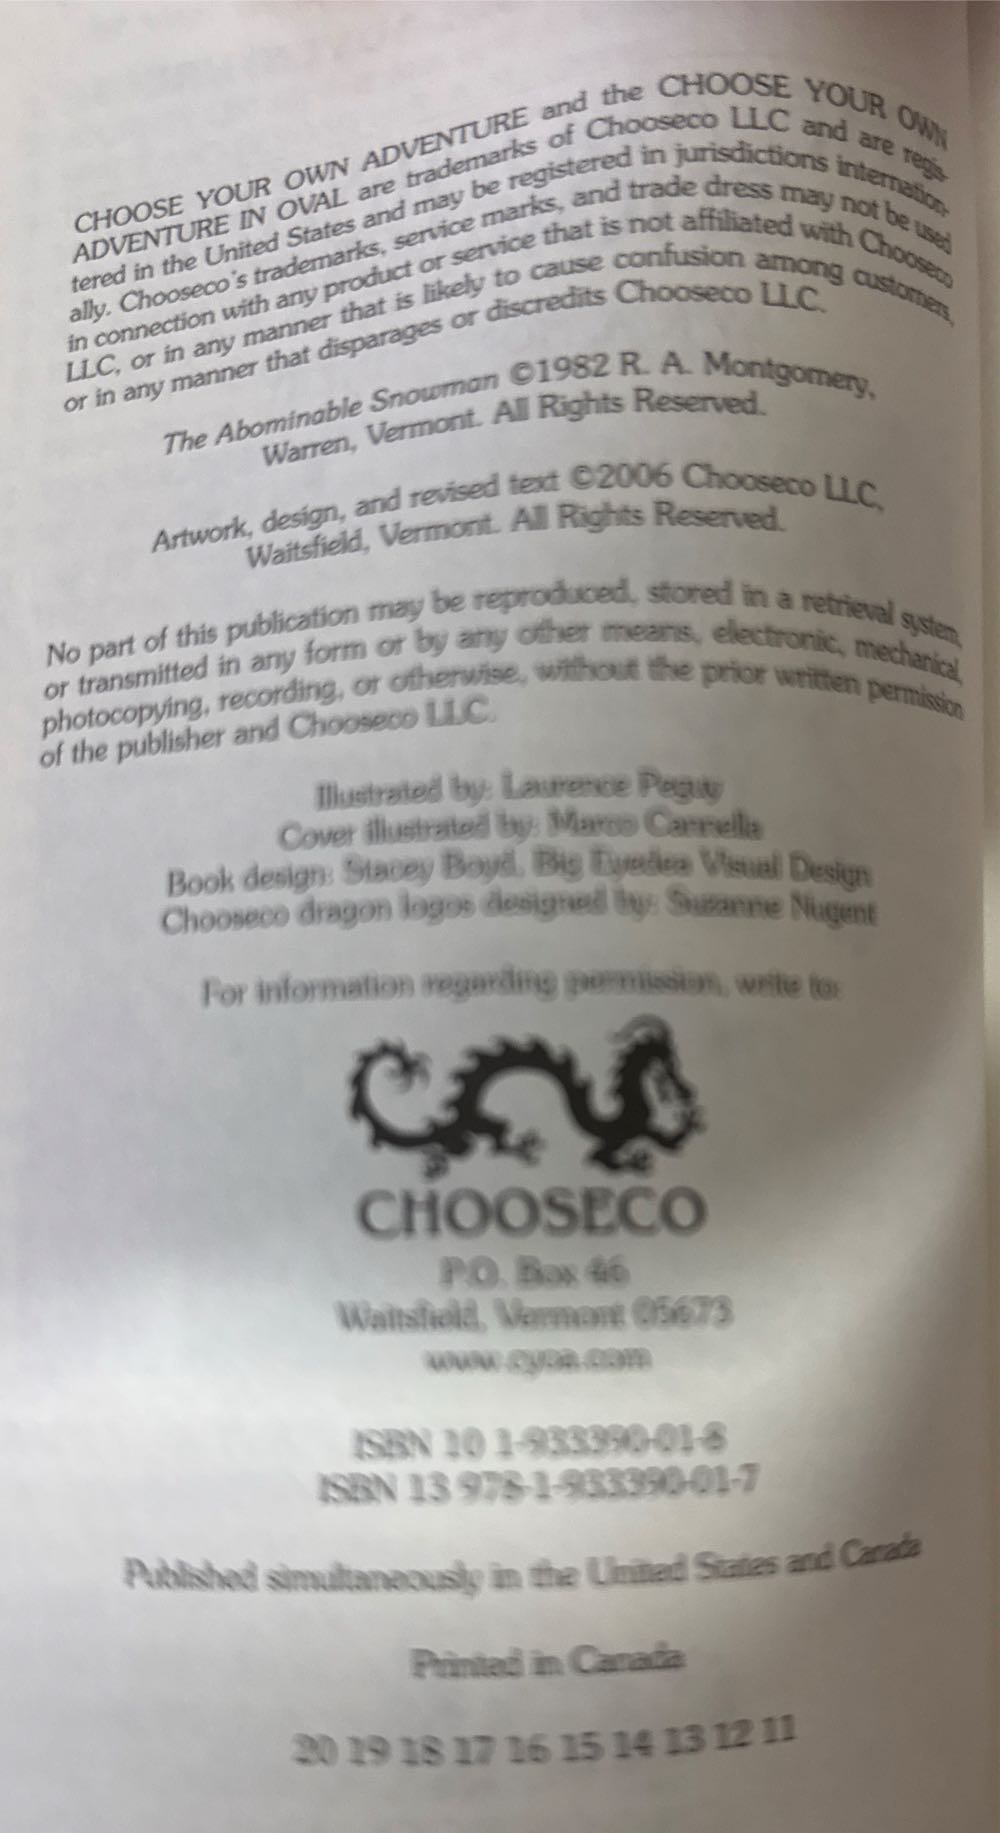 CHOOSE YOUR OWN ADVENTURE and the CHOOSE YOUR OWN
ADVENTURE IN OVAL are trademarks of Chooseco LLC and are regis-
tered in the United States and may be registered in jurisdictions internation-
ally. Chooseco's trademarks, service marks, and trade dress may not be used
in connection with any product or service that is not affiliated with Chooseco
LLC, or in any manner that is likely to cause confusion among customers,
or in any manner that disparages or discredits Chooseco LLC.
The Abominable Snowman ©1982 R. A. Montgomery,
Warren, Vermont. All Rights Reserved.
Artwork, design, and revised text ©2006 Chooseco LLC,
Waitsfield, Vermont. All Rights Reserved.
No part of this publication may be reproduced, stored in a retrieval system,
or transmitted in any form or by any other means, electronic, mechanical,
photocopying, recording, or otherwise, without the prior written permission
of the publisher and Chooseco LLC.
Illustrated by: Laurence Peguy
Cover illustrated by: Marco Cannella
Book design: Stacey Boyd, Big Eyedea Visual Design
Chooseco dragon logos designed by: Suzanne Nugent
For information regarding permission, write to:
CHOOSECO
P.O. Box 46
Waitsfield, Vermont 05673
www.cyoa.com
ISBN 10 1-933390-01-8
ISBN 13 978-1-933390-01-7
Published simultaneously in the United States and Canada
Printed in Canada
20 19 18 17 16 15 14 13 12 11